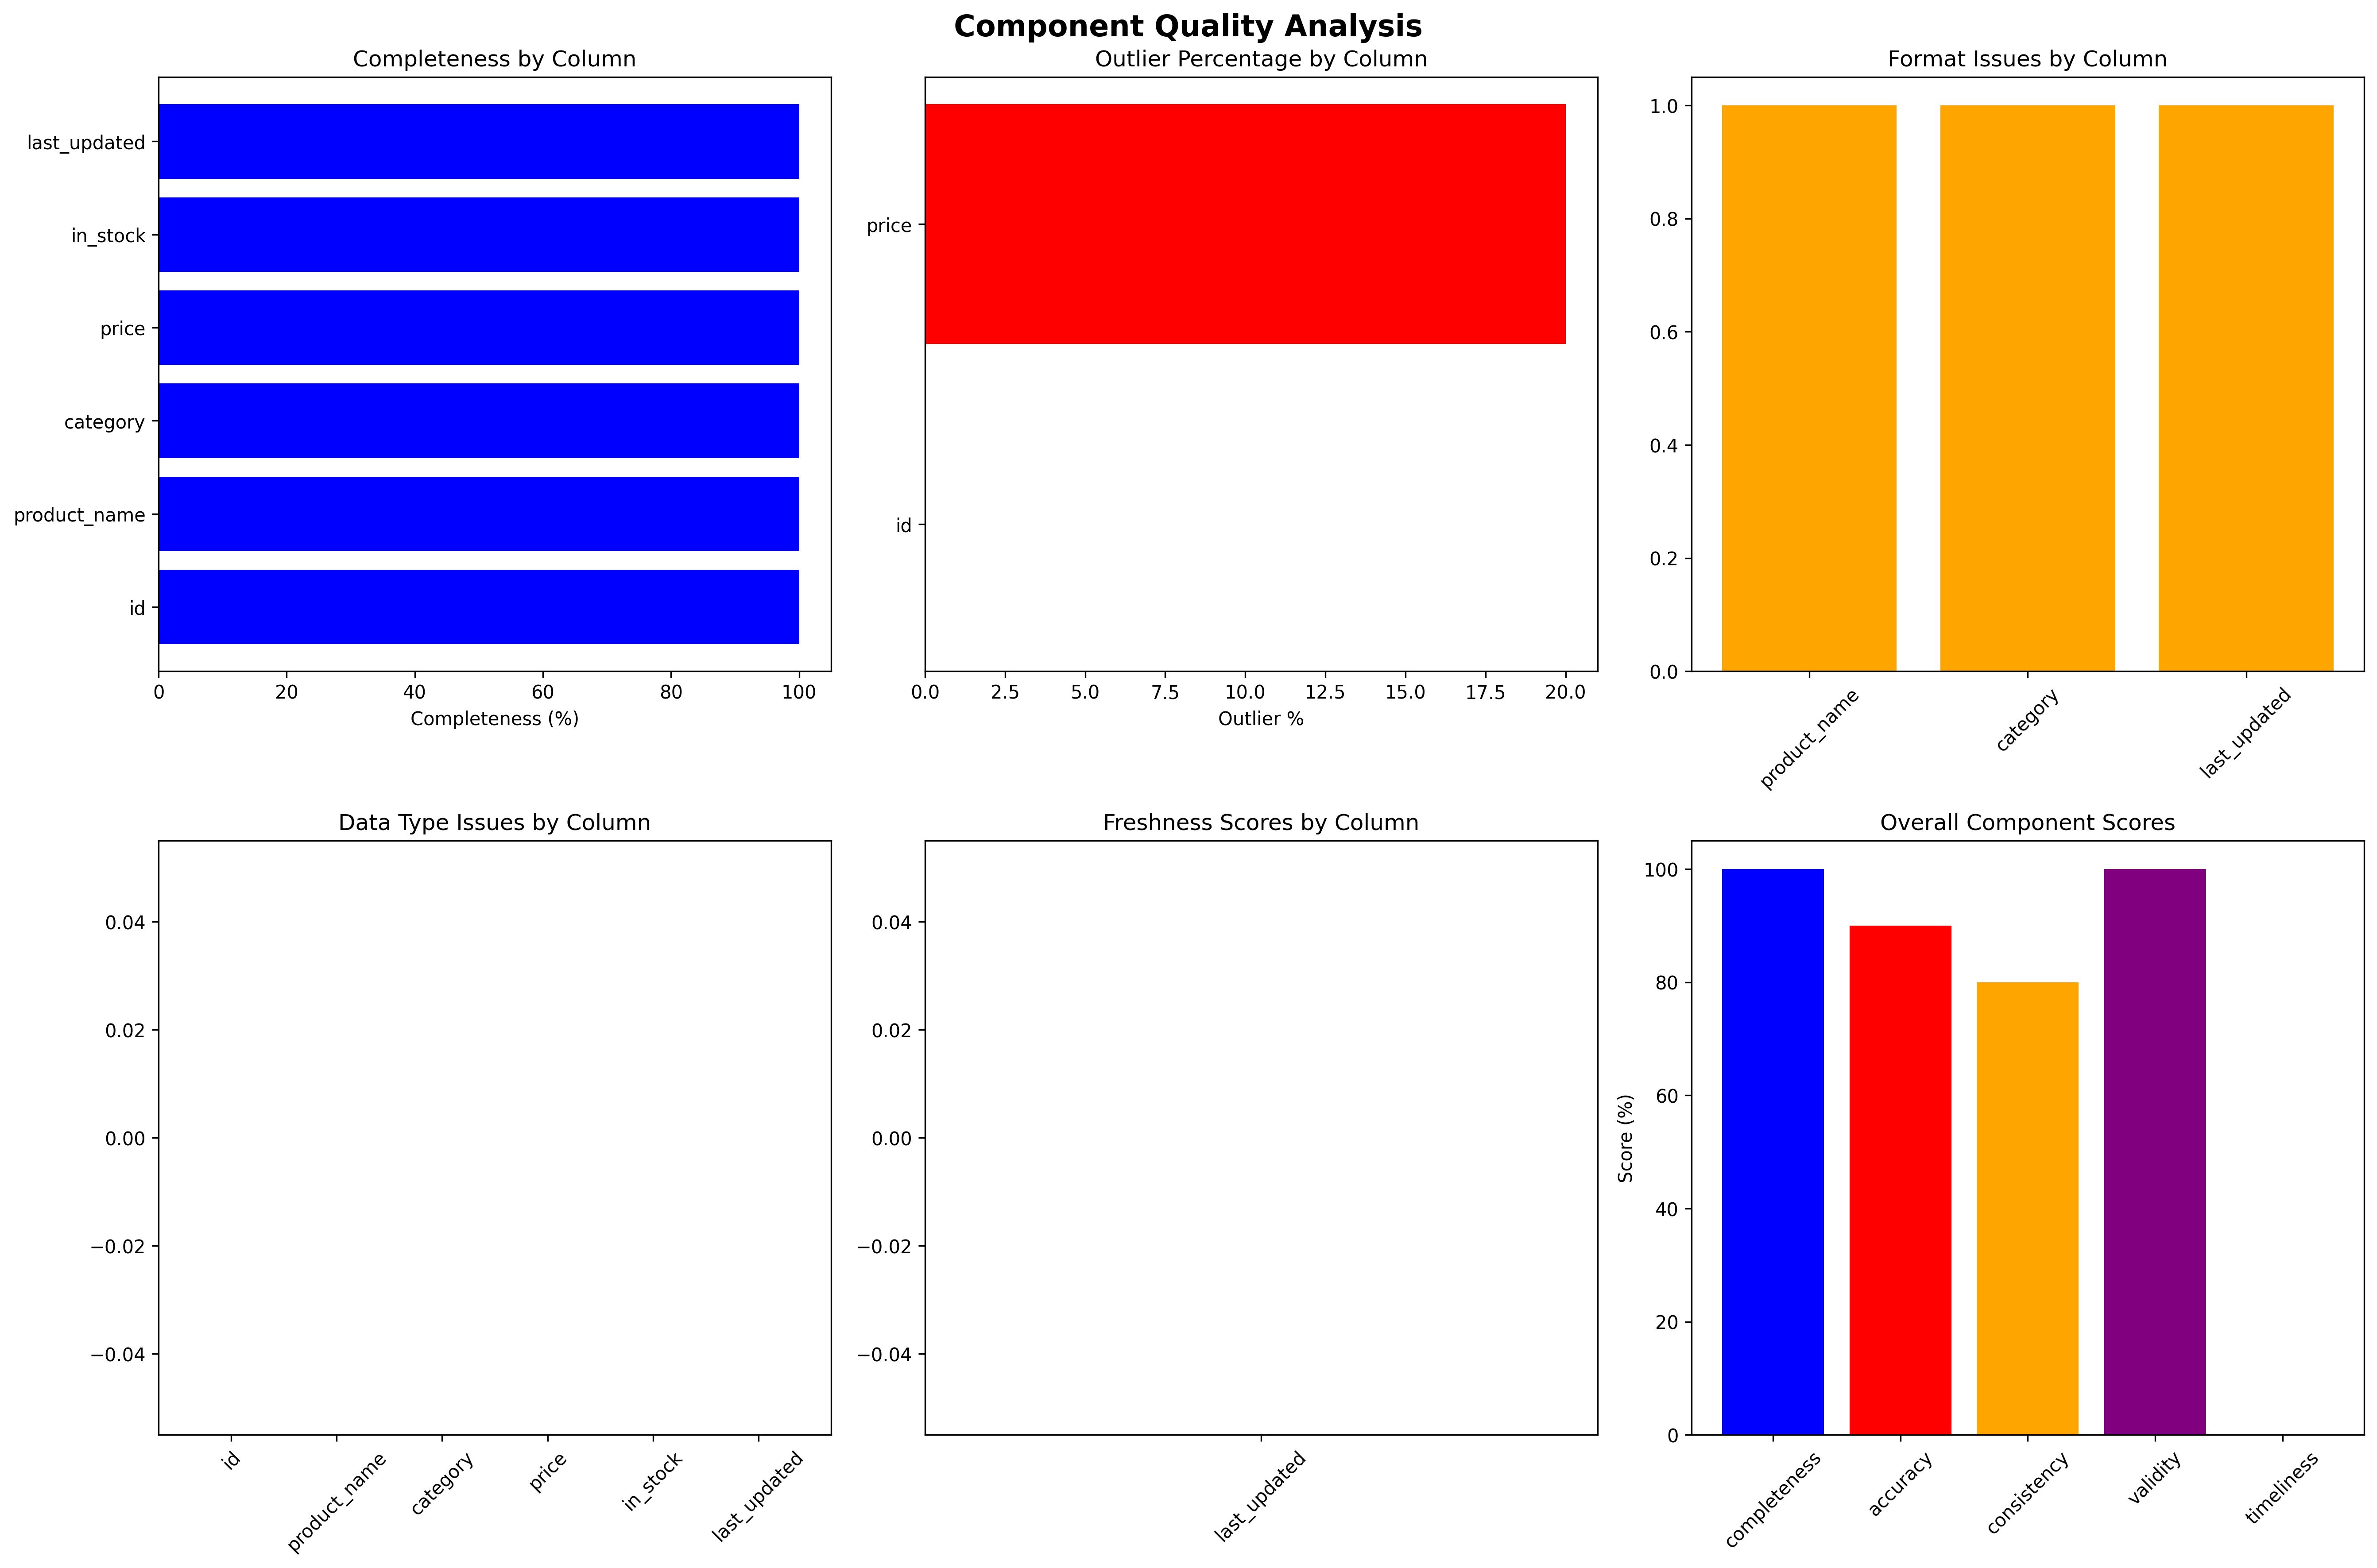 Component Quality Analysis
Completeness by Column
last_updated
in_stock
price
category
product_name
id
0 20 40 60 80 100
Completeness (%)
Outlier Percentage by Column
price
id
0.0 2.5 5.0 7.5 10.0 12.5 15.0 17.5 20.0
Outlier %
Format Issues by Column
1.0
0.8
0.6
0.4
0.2
0.0
product_name category last_updated
Data Type Issues by Column
0.04
0.02
0.00
−0.02
−0.04
id product_name category price in_stock last_updated
Freshness Scores by Column
0.04
0.02
0.00
−0.02
−0.04
last_updated
Overall Component Scores
Score (%)
100
80
60
40
20
0
completeness accuracy consistency validity timeliness